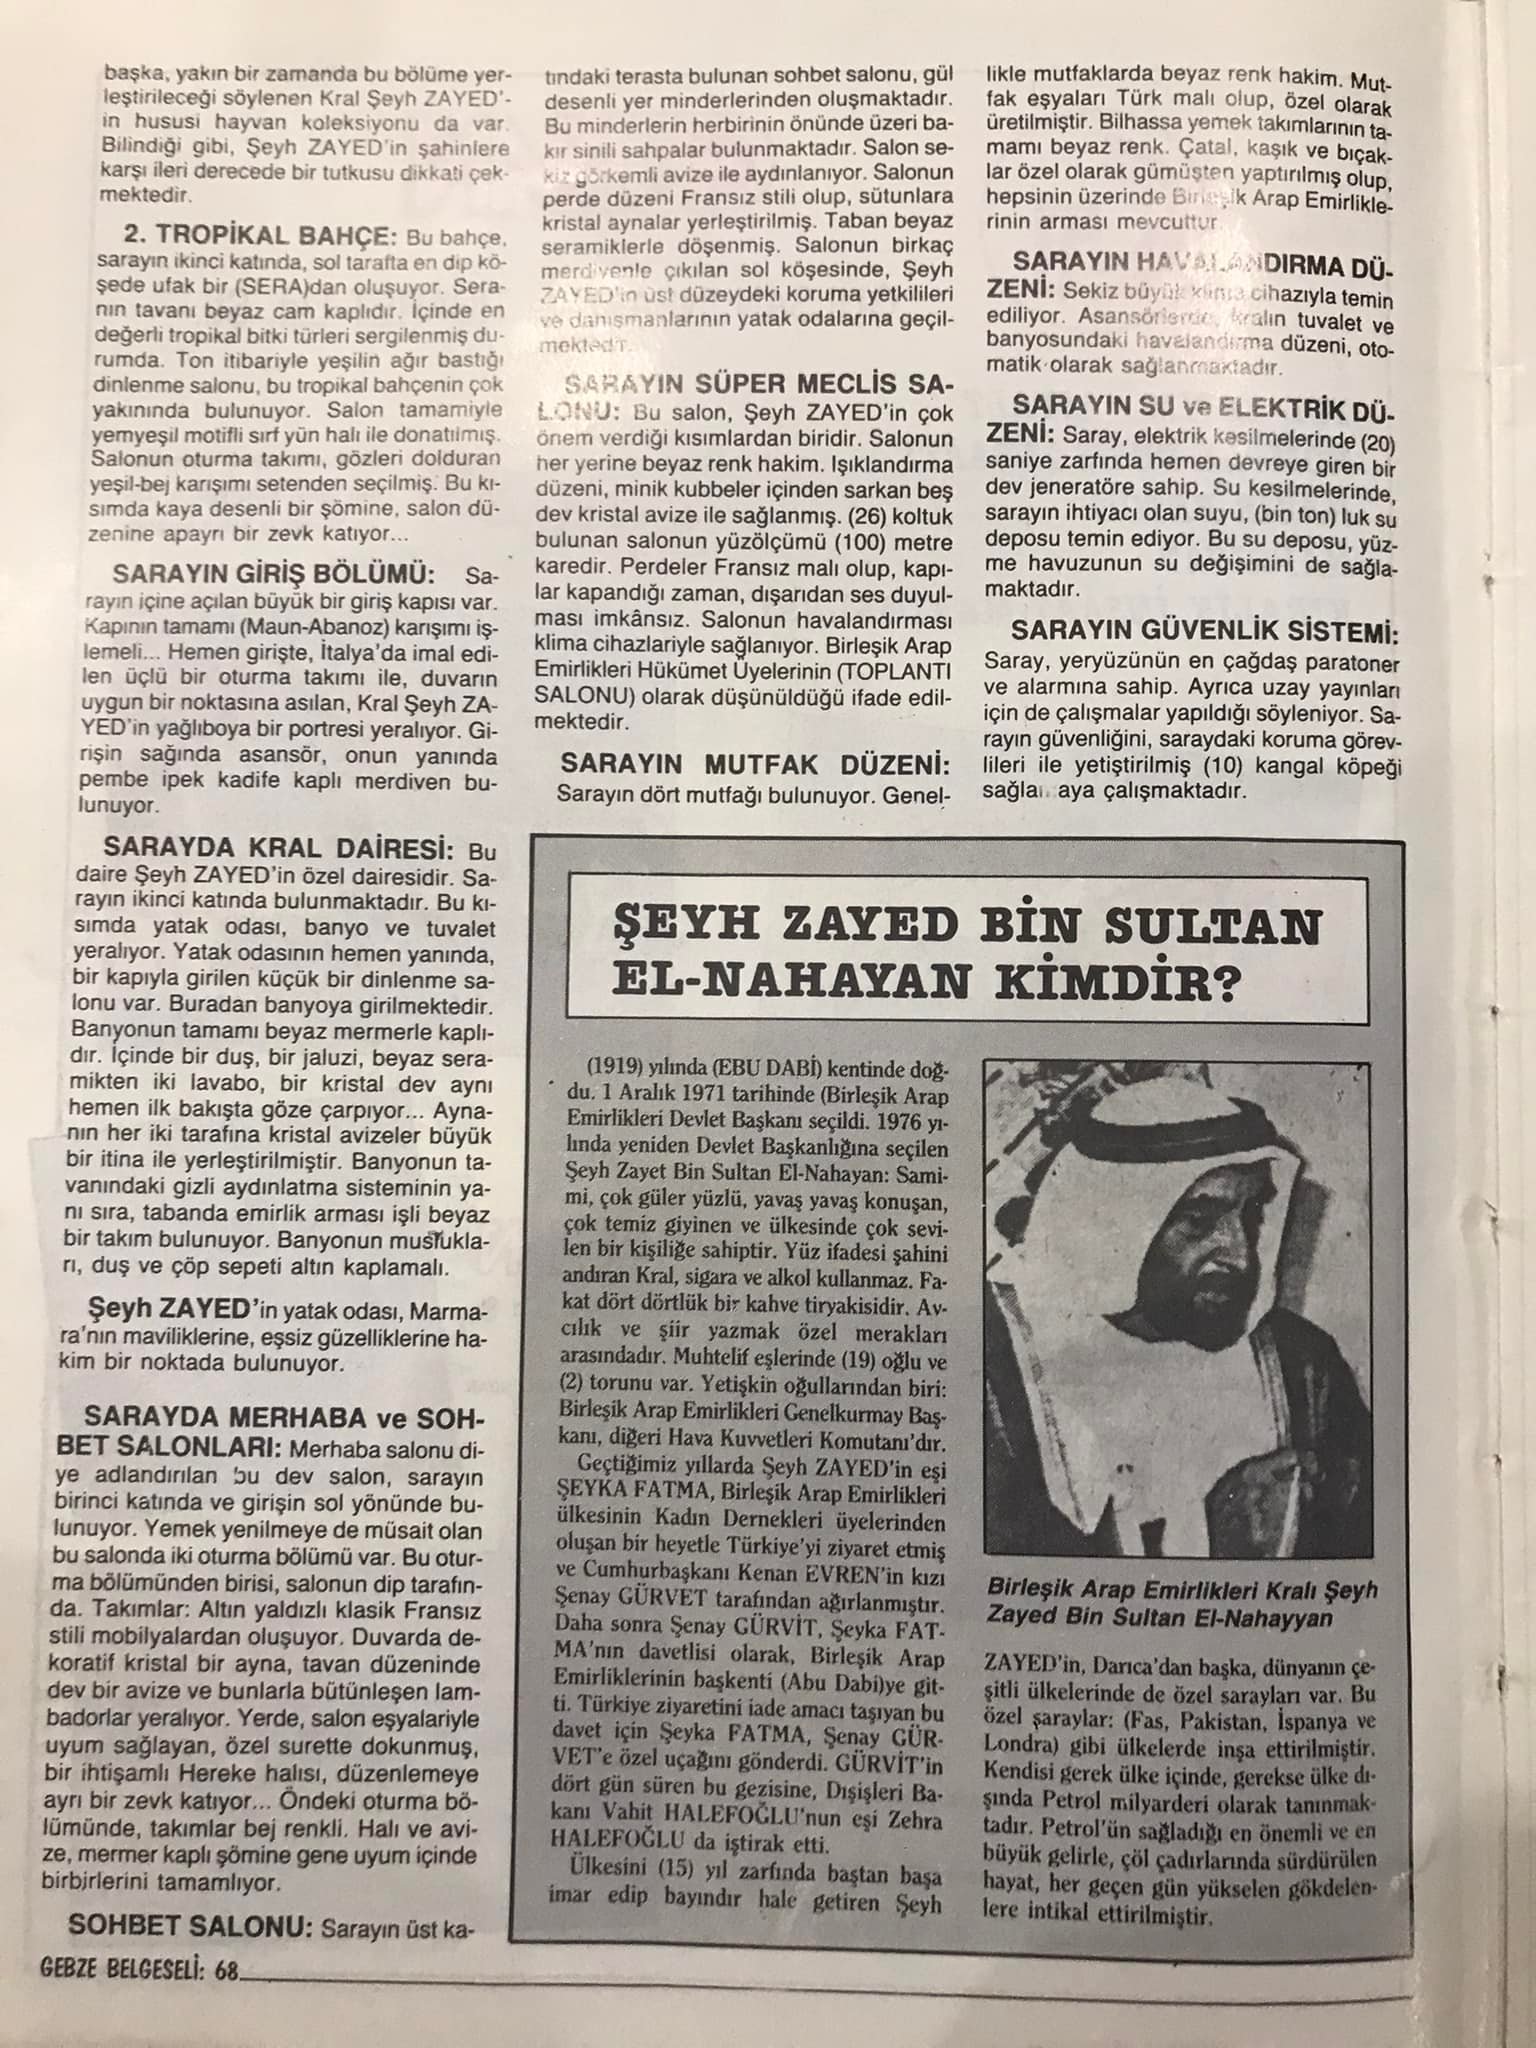 başka, yakın bir zamanda bu bölüme yer-
leştirileceği söylenen Kral Şeyh ZAYED'-
in hususi hayvan koleksiyonu da var.
Bilindiği gibi, Şeyh ZAYED'in şahinlere
karşı ileri derecede bir tutkusu dikkati çek-
mektedir.
2. TROPİKAL BAHÇE: Bu bahçe,
sarayın ikinci katında, sol tarafta en dip kö-
şede ufak bir (SERA)dan oluşuyor. Sera-
nın tavanı beyaz cam kaplıdır. İçinde en
değerli tropikal bitki türleri sergilenmiş du-
rumda. Ton itibariyle yeşilin ağır bastığı
dinlenme salonu, bu tropikal bahçenin çok
yakınında bulunuyor. Salon tamamiyle
yemyeşil motifli sırf yün halı ile donatılmış.
Salonun oturma takımı, gözleri dolduran
yeşil-bej karışımı setenden seçilmiş. Bu kı-
sımda kaya desenli bir şömine, salon dü-
zenine apayrı bir zevk katıyor...
SARAYIN GİRİŞ BÖLÜMÜ: Sa-
rayın içine açılan büyük bir giriş kapısı var.
Kapının tamamı (Maun-Abanoz) karışımı iş-
lemeli... Hemen girişte, İtalya'da imal edi-
len üçlü bir oturma takımı ile, duvarın
uygun bir noktasına asılan, Kral Şeyh ZA-
YED'in yağlıboya bir portresi yeralıyor. Gi-
rişin sağında asansör, onun yanında
pembe ipek kadife kaplı merdiven bu-
lunuyor.
SARAYDA KRAL DAİRESİ: Bu
daire Şeyh ZAYED'in özel dairesidir. Sa-
rayın ikinci katında bulunmaktadır. Bu kı-
sımda yatak odası, banyo ve tuvalet
yeralıyor. Yatak odasının hemen yanında,
bir kapıyla girilen küçük bir dinlenme sa-
lonu var. Buradan banyoya girilmektedir.
Banyonun tamamı beyaz mermerle kaplı-
dır. İçinde bir duş, bir jaluzi, beyaz sera-
mikten iki lavabo, bir kristal dev aynı
hemen ilk bakışta göze çarpıyor... Ayna-
nın her iki tarafına kristal avizeler büyük
bir itina ile yerleştirilmiştir. Banyonun ta-
vanındaki gizli aydınlatma sisteminin ya-
nı sıra, tabanda emirlik arması işli beyaz
bir takım bulunuyor. Banyonun muslukla-
rı, duş ve çöp sepeti altın kaplamalı.
Şeyh ZAYED'in yatak odası, Marma-
ra'nın maviliklerine, eşsiz güzelliklerine ha-
kim bir noktada bulunuyor.
SARAYDA MERHABA ve SOH-
BET SALONLARI: Merhaba salonu di-
ye adlandırılan bu dev salon, sarayın
birinci katında ve girişin sol yönünde bu-
lunuyor. Yemek yenilmeye de müsait olan
bu salonda iki oturma bölümü var. Bu otur-
ma bölümünden birisi, salonun dip tarafın-
da. Takımlar: Altın yaldızlı klasik Fransız
stili mobilyalardan oluşuyor. Duvarda de-
koratif kristal bir ayna, tavan düzeninde
dev bir avize ve bunlarla bütünleşen lam-
badorlar yeralıyor. Yerde, salon eşyalariyle
uyum sağlayan, özel surette dokunmuş,
bir ihtişamlı Hereke halısı, düzenlemeye
ayrı bir zevk katıyor... Öndeki oturma bö-
lümünde, takımlar bej renkli. Halı ve avi-
ze, mermer kaplı şömine gene uyum içinde
birbirlerini tamamlıyor.
SOHBET SALONU: Sarayın üst ka-
tındaki terasta bulunan sohbet salonu, gül
desenli yer minderlerinden oluşmaktadır.
Bu minderlerin herbirinin önünde üzeri ba-
kır sinili sahpalar bulunmaktadır. Salon se-
kiz görkemli avize ile aydınlanıyor. Salonun
perde düzeni Fransız stili olup, sütunlara
kristal aynalar yerleştirilmiş. Taban beyaz
seramiklerle döşenmiş. Salonun birkaç
merdivenle çıkılan sol köşesinde, Şeyh
ZAYED'in üst düzeydeki koruma yetkilileri
ve danışmanlarının yatak odalarına geçil-
mektedir.
SARAYIN SÜPER MECLİS SA-
LONU: Bu salon, Şeyh ZAYED'in çok
önem verdiği kısımlardan biridir. Salonun
her yerine beyaz renk hakim. Işıklandırma
düzeni, minik kubbeler içinden sarkan beş
dev kristal avize ile sağlanmış. (26) koltuk
bulunan salonun yüzölçümü (100) metre
karedir. Perdeler Fransız malı olup, kapı-
lar kapandığı zaman, dışarıdan ses duyul-
ması imkânsız. Salonun havalandırması
klima cihazlariyle sağlanıyor. Birleşik Arap
Emirlikleri Hükümet Üyelerinin (TOPLANTI
SALONU) olarak düşünüldüğü ifade edil-
mektedir.
SARAYIN MUTFAK DÜZENİ:
Sarayın dört mutfağı bulunuyor. Genel-
likle mutfaklarda beyaz renk hakim. Mut-
fak eşyaları Türk malı olup, özel olarak
üretilmiştir. Bilhassa yemek takımlarının ta-
mamı beyaz renk. Çatal, kaşık ve bıçak-
lar özel olarak gümüşten yaptırılmış olup,
hepsinin üzerinde Birleşik Arap Emirlikle-
rinin arması mevcuttur.
SARAYIN HAVALANDIRMA DÜ-
ZENİ: Sekiz büyük klima cihazıyla temin
ediliyor. Asansörlerde, kralın tuvalet ve
banyosundaki havalandırma düzeni, oto-
matik olarak sağlanmaktadır.
SARAYIN SU ve ELEKTRİK DÜ-
ZENİ: Saray, elektrik kesilmelerinde (20)
saniye zarfında hemen devreye giren bir
dev jeneratöre sahip. Su kesilmelerinde,
sarayın ihtiyacı olan suyu, (bin ton) luk su
deposu temin ediyor. Bu su deposu, yüz-
me havuzunun su değişimini de sağla-
maktadır.
SARAYIN GÜVENLİK SİSTEMİ:
Saray, yeryüzünün en çağdaş paratoner
ve alarmına sahip. Ayrıca uzay yayınları
için de çalışmalar yapıldığı söyleniyor. Sa-
rayın güvenliğini, saraydaki koruma görev-
lileri ile yetiştirilmiş (10) kangal köpeği
sağlamaya çalışmaktadır.
ŞEYH ZAYED BİN SULTAN
EL-NAHAYAN KİMDİR?
(1919) yılında (EBU DABİ) kentinde doğ-
du. 1 Aralık 1971 tarihinde (Birleşik Arap
Emirlikleri Devlet Başkanı seçildi. 1976 yı-
lında yeniden Devlet Başkanlığına seçilen
Şeyh Zayet Bin Sultan El-Nahayan: Sami-
mi, çok güler yüzlü, yavaş yavaş konuşan,
çok temiz giyinen ve ülkesinde çok sevi-
len bir kişiliğe sahiptir. Yüz ifadesi şahini
andıran Kral, sigara ve alkol kullanmaz. Fa-
kat dört dörtlük bir kahve tiryakisidir. Av-
cılık ve şiir yazmak özel merakları
arasındadır. Muhtelif eşlerinde (19) oğlu ve
(2) torunu var. Yetişkin oğullarından biri:
Birleşik Arap Emirlikleri Genelkurmay Baş-
kanı, diğeri Hava Kuvvetleri Komutanı'dır.
Geçtiğimiz yıllarda Şeyh ZAYED'in eşi
ŞEYKA FATMA, Birleşik Arap Emirlikleri
ülkesinin Kadın Dernekleri üyelerinden
oluşan bir heyetle Türkiye'yi ziyaret etmiş
ve Cumhurbaşkanı Kenan EVREN'in kızı
Şenay GÜRVET tarafından ağırlanmıştır.
Daha sonra Şenay GÜRVİT, Şeyka FAT-
MA'nın davetlisi olarak, Birleşik Arap
Emirliklerinin başkenti (Abu Dabi)ye git-
ti. Türkiye ziyaretini iade amacı taşıyan bu
davet için Şeyka FATMA, Şenay GÜR-
VET'e özel uçağını gönderdi. GÜRVİT'in
dört gün süren bu gezisine, Dışişleri Ba-
kanı Vahit HALEFOĞLU'nun eşi Zehra
HALEFOĞLU da iştirak etti.
Ülkesini (15) yıl zarfında baştan başa
imar edip bayındır hale getiren Şeyh
Birleşik Arap Emirlikleri Kralı Şeyh
Zayed Bin Sultan El-Nahayyan
ZAYED'in, Darıca'dan başka, dünyanın çe-
şitli ülkelerinde de özel sarayları var. Bu
özel şaraylar: (Fas, Pakistan, İspanya ve
Londra) gibi ülkelerde inşa ettirilmiştir.
Kendisi gerek ülke içinde, gerekse ülke dı-
şında Petrol milyarderi olarak tanınmak-
tadır. Petrol'ün sağladığı en önemli ve en
büyük gelirle, çöl çadırlarında sürdürülen
hayat, her geçen gün yükselen gökdelen-
lere intikal ettirilmiştir.
GEBZE BELGESELİ: 68